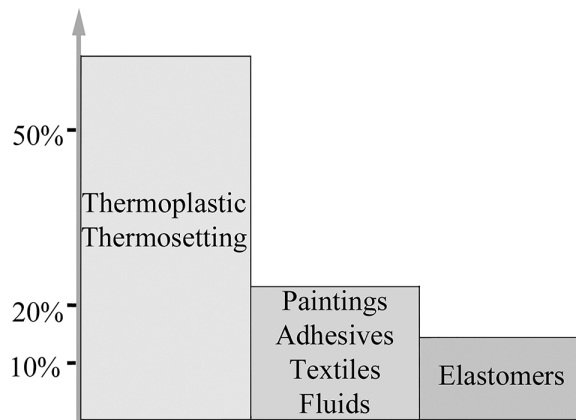 50%
20%
10%
Thermoplastic
Thermosetting
Paintings
Adhesives
Textiles
Fluids
Elastomers